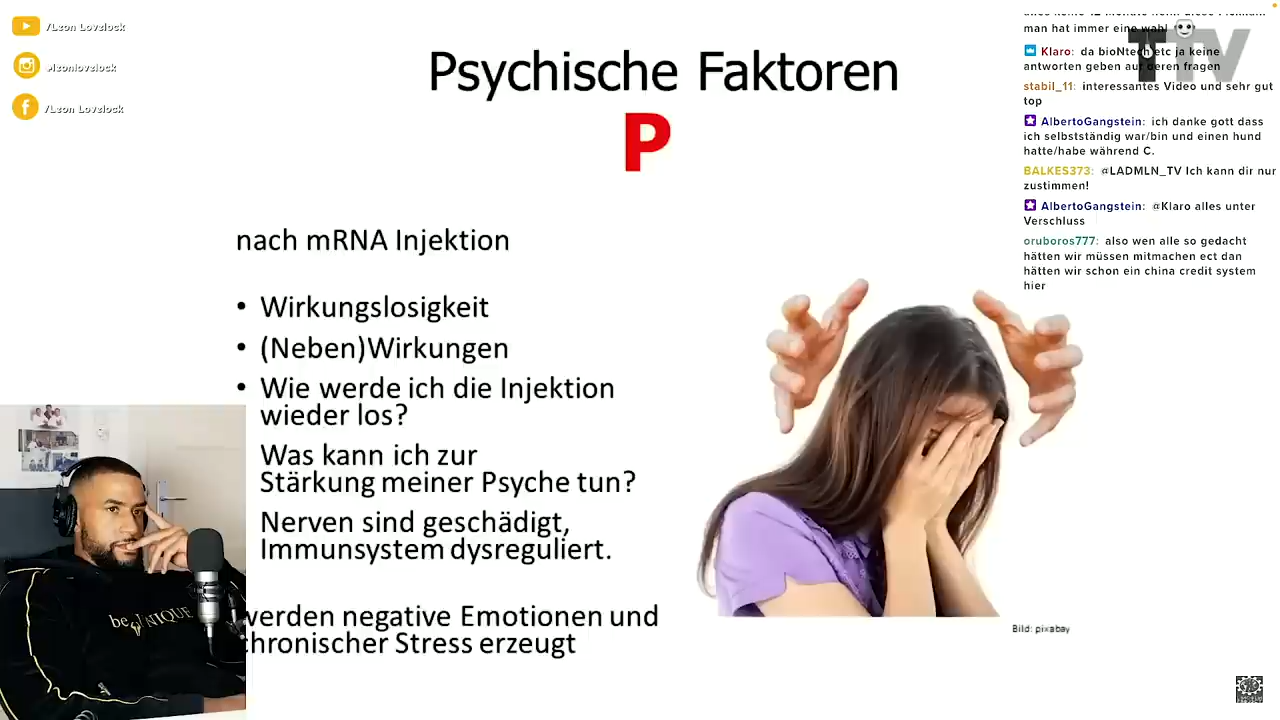 /Leon Lovelock
/leonlovelock
/Leon Lovelock
Psychische Faktoren
P
nach mRNA Injektion
• Wirkungslosigkeit
• (Neben)Wirkungen
• Wie werde ich die Injektion
wieder los?
Was kann ich zur
Stärkung meiner Psyche tun?
Nerven sind geschädigt,
Immunsystem dysreguliert.
werden negative Emotionen und
chronischer Stress erzeugt
Bild: pixabay
be UNIQUE
TiV
man hat immer eine wahl
Klaro: da bioNtech etc ja keine
antworten geben auf deren fragen
stabil_11: interessantes Video und sehr gut
top
AlbertoGangstein: ich danke gott dass
ich selbstständig war/bin und einen hund
hatte/habe während C.
BALKES373: @LADMLN_TV Ich kann dir nur
zustimmen!
AlbertoGangstein: @Klaro alles unter
Verschluss
oruboros777: also wen alle so gedacht
hätten wir müssen mitmachen ect dan
hätten wir schon ein china credit system
hier